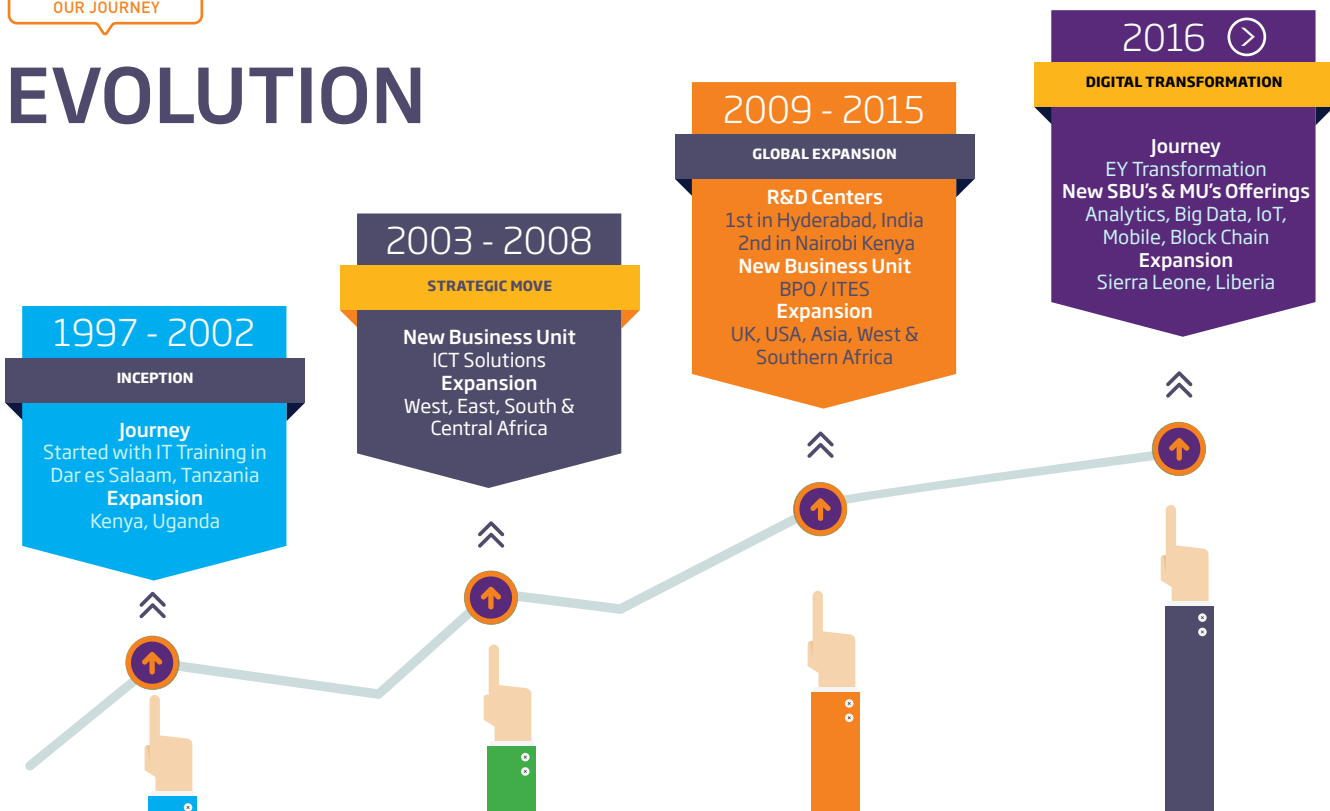 OUR JOURNEY
EVOLUTION
1997 - 2002
INCEPTION
Journey
Started with IT Training in
Dar es Salaam, Tanzania
Expansion
Kenya, Uganda
2003 - 2008
STRATEGIC MOVE
New Business Unit
ICT Solutions
Expansion
West, East, South &
Central Africa
2009 - 2015
GLOBAL EXPANSION
R&D Centers
1st in Hyderabad, India
2nd in Nairobi Kenya
New Business Unit
BPO / ITES
Expansion
UK, USA, Asia, West &
Southern Africa
2016
DIGITAL TRANSFORMATION
Journey
EY Transformation
New SBU's & MU's Offerings
Analytics, Big Data, IoT,
Mobile, Block Chain
Expansion
Sierra Leone, Liberia